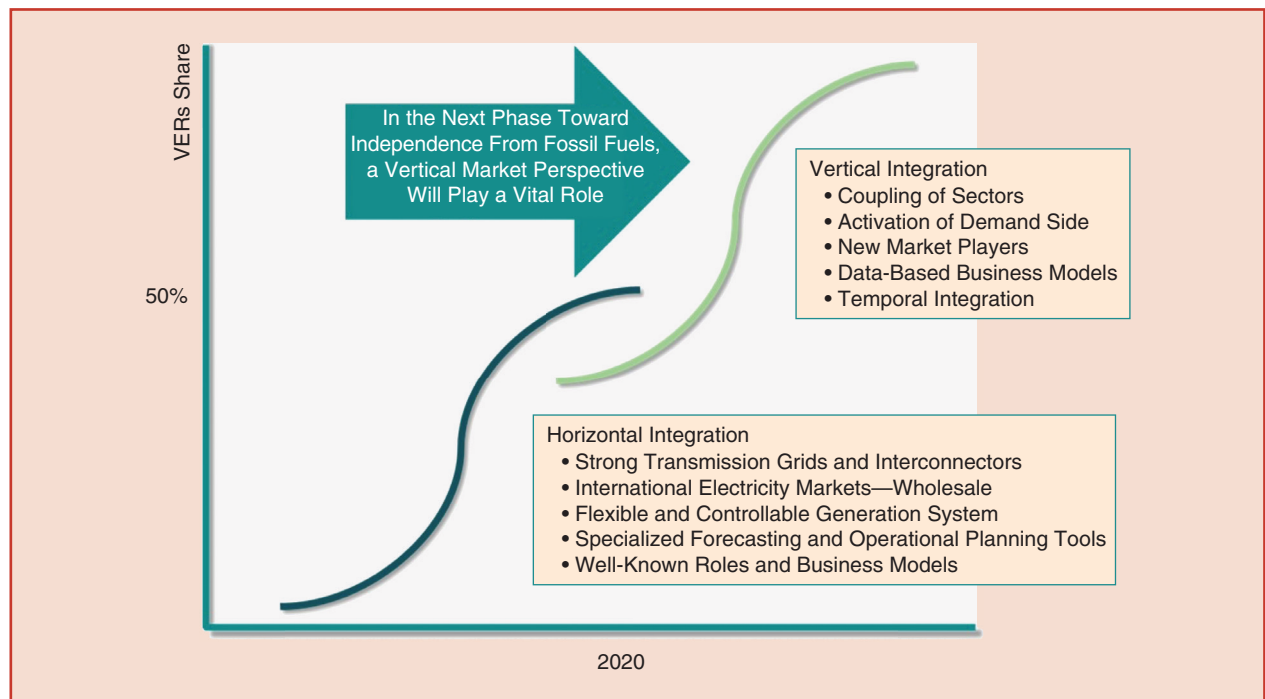 VERs Share
In the Next Phase Toward
Independence From Fossil Fuels,
a Vertical Market Perspective
Will Play a Vital Role
Vertical Integration
• Coupling of Sectors
• Activation of Demand Side
• New Market Players
• Data-Based Business Models
• Temporal Integration
50%
Horizontal Integration
• Strong Transmission Grids and Interconnectors
• International Electricity Markets—Wholesale
• Flexible and Controllable Generation System
• Specialized Forecasting and Operational Planning Tools
• Well-Known Roles and Business Models
2020